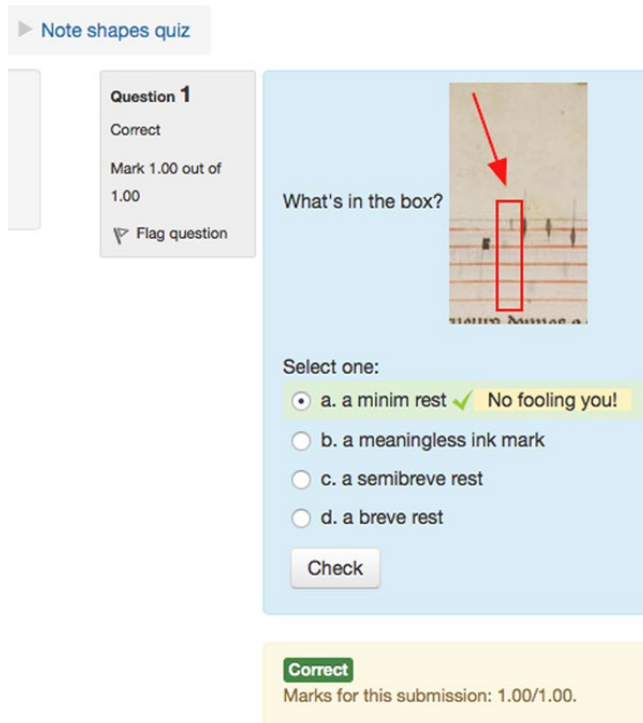 Note shapes quiz
Question 1
Correct
Mark 1.00 out of
1.00
Flag question
What's in the box?
Select one:
a. a minim rest No fooling you!
b. a meaningless ink mark
c. a semibreve rest
d. a breve rest
Check
Correct
Marks for this submission: 1.00/1.00.